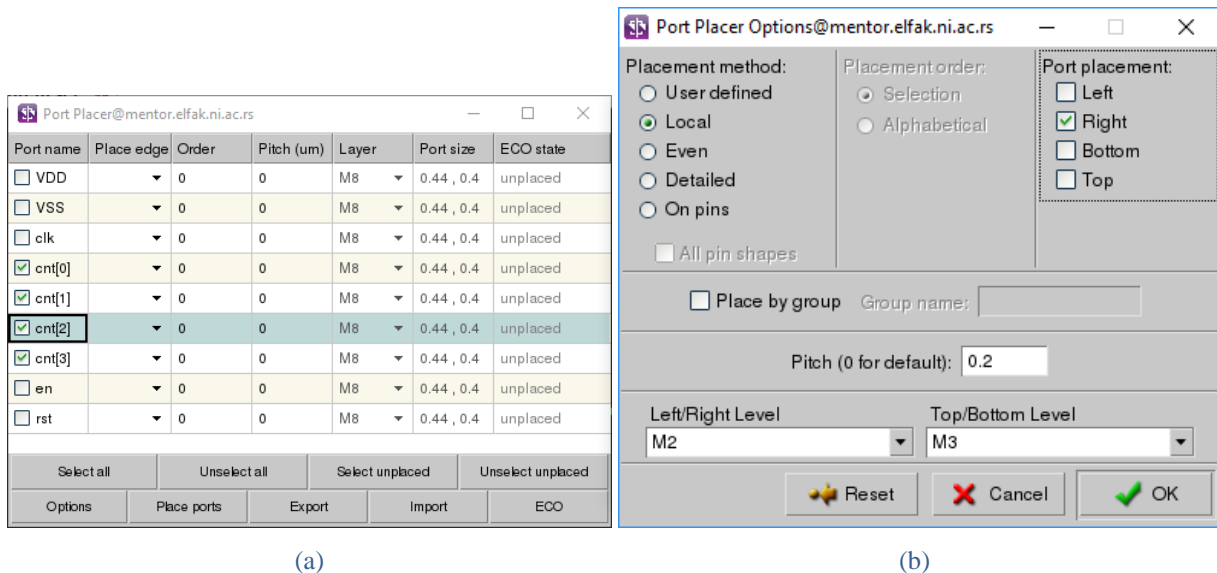 Port Placer@mentor.elfak.ni.ac.rs
Port name Place edge Order Pitch (um) Layer Port size ECO state
VDD 0 0 M8 0.44 , 0.4 unplaced
VSS 0 0 M8 0.44 , 0.4 unplaced
clk 0 0 M8 0.44 , 0.4 unplaced
cnt[0] 0 0 M8 0.44 , 0.4 unplaced
cnt[1] 0 0 M8 0.44 , 0.4 unplaced
cnt[2] 0 0 M8 0.44 , 0.4 unplaced
cnt[3] 0 0 M8 0.44 , 0.4 unplaced
en 0 0 M8 0.44 , 0.4 unplaced
rst 0 0 M8 0.44 , 0.4 unplaced
Select all Unselect all Select unplaced Unselect unplaced
Options Place ports Export Import ECO
(a)
Port Placer Options@mentor.elfak.ni.ac.rs
Placement method: Placement order: Port placement:
User defined Selection Left
Local Alphabetical Right
Even Bottom
Detailed Top
On pins
All pin shapes
Place by group Group name:
Pitch (0 for default): 0.2
Left/Right Level Top/Bottom Level
M2 M3
Reset Cancel OK
(b)